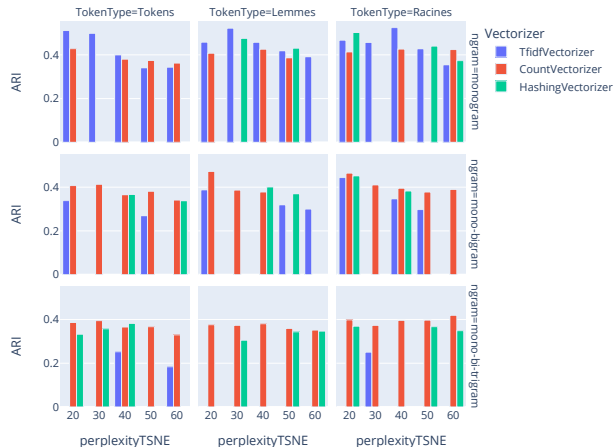 TokenType=Tokens TokenType=Lemmes TokenType=Racines
Vectorizer
TfidfVectorizer
CountVectorizer
HashingVectorizer
ARI
0.4
0.2
0
ngram=monogram
ARI
0.4
0.2
0
ngram=mono-bigram
ARI
0.4
0.2
0
ngram=mono-bi-trigram
20 30 40 50 60 20 30 40 50 60 20 30 40 50 60
perplexityTSNE perplexityTSNE perplexityTSNE